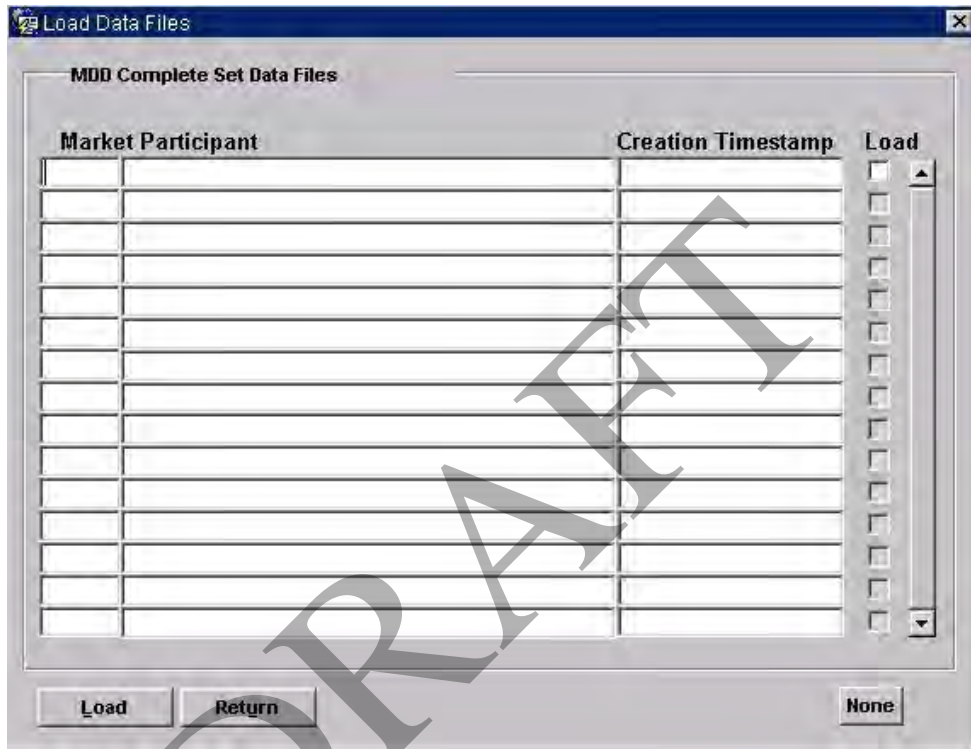 Load Data Files
MDD Complete Set Data Files
Market Participant Creation Timestamp Load
Load Return None
DRAFT